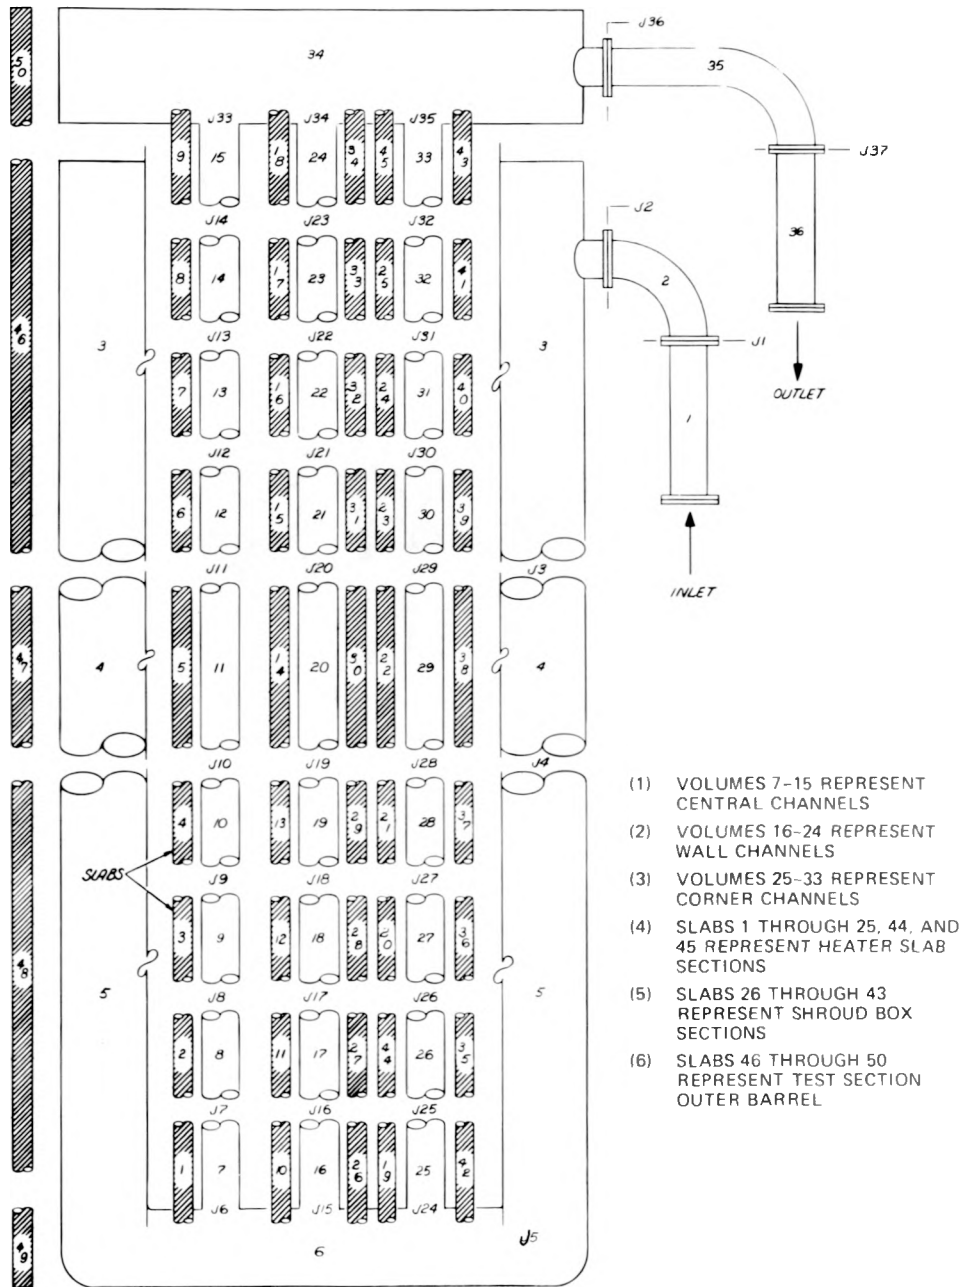 J36
50
34
35
J33
J34
J35
J37
9
15
18
24
34
45
33
43
J14
J23
J32
J2
36
8
14
17
23
33
25
32
41
2
46
3
3
J13
J22
J31
J1
7
13
16
22
32
24
31
40
OUTLET
1
J12
J21
J30
6
12
15
21
31
23
30
39
J11
J20
J29
J3
INLET
47
4
5
11
14
20
30
22
29
38
4
J10
J19
J28
J4
4
10
13
19
29
21
28
37
SLABS
J9
J18
J27
48
5
3
9
12
18
28
20
27
36
5
J8
J17
J26
2
8
11
17
27
44
26
35
J7
J16
J25
1
7
10
16
26
19
25
42
J6
J15
J24
J5
49
6
(1) VOLUMES 7-15 REPRESENT
CENTRAL CHANNELS
(2) VOLUMES 16-24 REPRESENT
WALL CHANNELS
(3) VOLUMES 25-33 REPRESENT
CORNER CHANNELS
(4) SLABS 1 THROUGH 25, 44, AND
45 REPRESENT HEATER SLAB
SECTIONS
(5) SLABS 26 THROUGH 43
REPRESENT SHROUD BOX
SECTIONS
(6) SLABS 46 THROUGH 50
REPRESENT TEST SECTION
OUTER BARREL